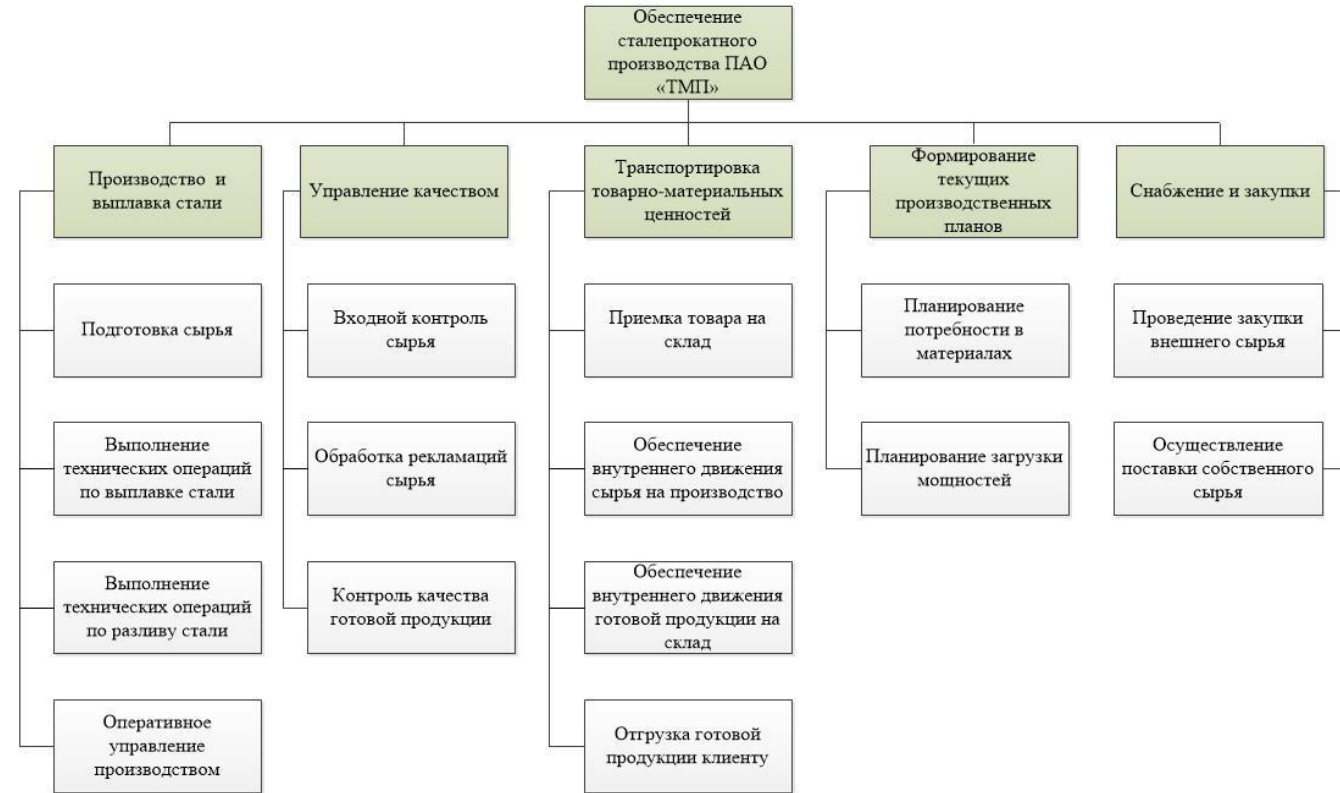 Обеспечение
сталепрокатного
производства ПАО
«ТМП»
Производство и
выплавка стали
Управление качеством
Транспортировка
товарно-материальных
ценностей
Формирование
текущих
производственных
планов
Снабжение и закупки
Подготовка сырья
Входной контроль
сырья
Приемка товара на
склад
Планирование
потребности в
материалах
Проведение закупки
внешнего сырья
Выполнение
технических операций
по выплавке стали
Обработка рекламаций
сырья
Обеспечение
внутреннего движения
сырья на производство
Планирование загрузки
мощностей
Осуществление
поставки собственного
сырья
Выполнение
технических операций
по разливу стали
Контроль качества
готовой продукции
Обеспечение
внутреннего движения
готовой продукции на
склад
Оперативное
управление
производством
Отгрузка готовой
продукции клиенту